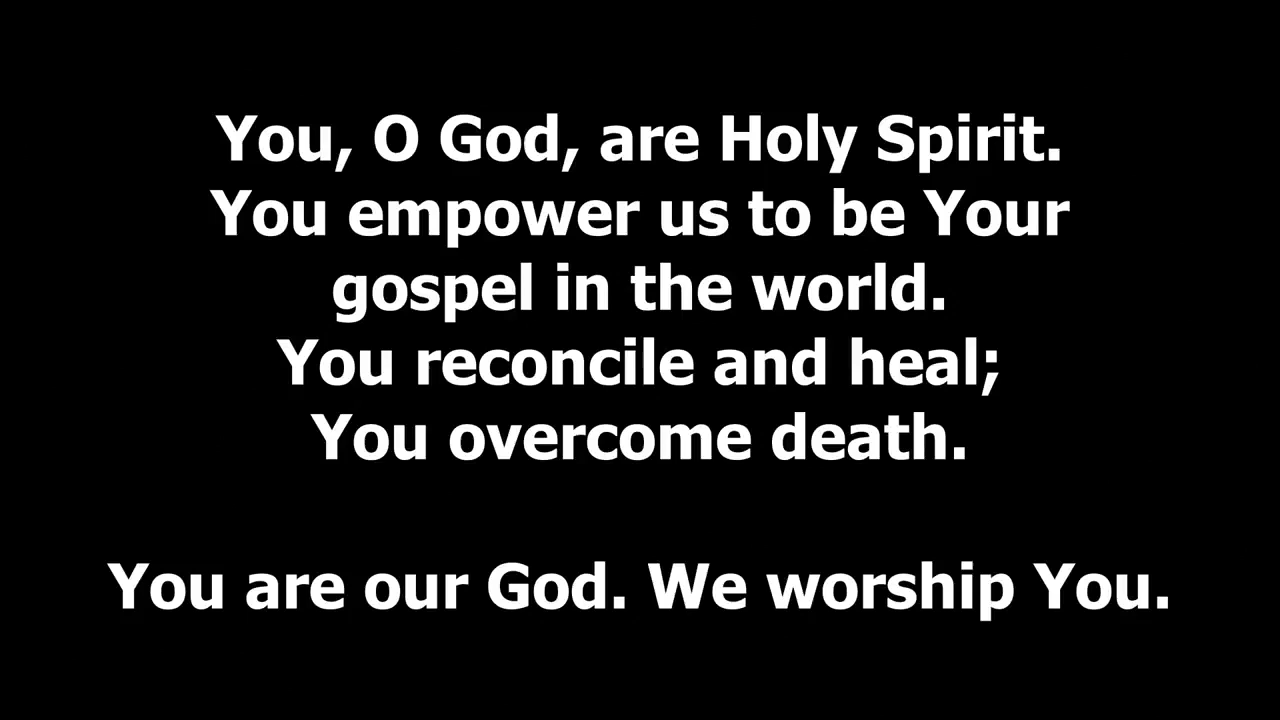 You, O God, are Holy Spirit.
You empower us to be Your
gospel in the world.
You reconcile and heal;
You overcome death.
You are our God. We worship You.